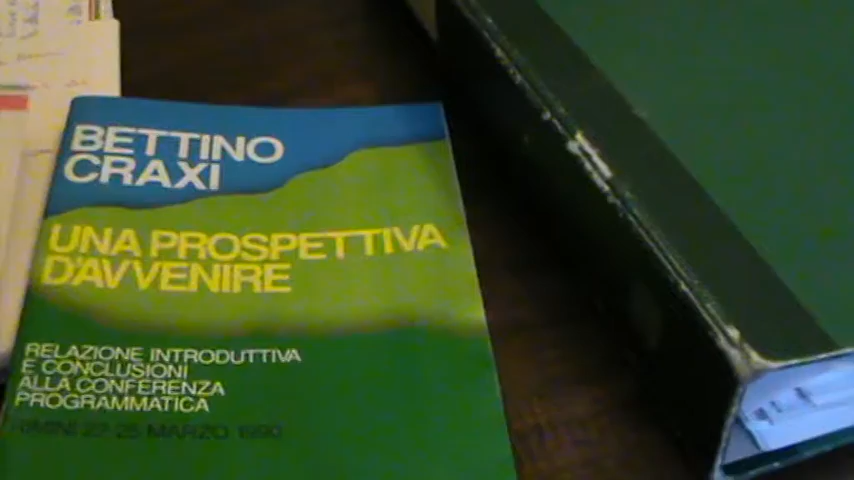 BETTINO
CRAXI
UNA PROSPETTIVA
D'AVVENIRE
RELAZIONE INTRODUTTIVA
E CONCLUSIONI
ALLA CONFERENZA
PROGRAMMATICA
RIMINI 22-25 MARZO 1990